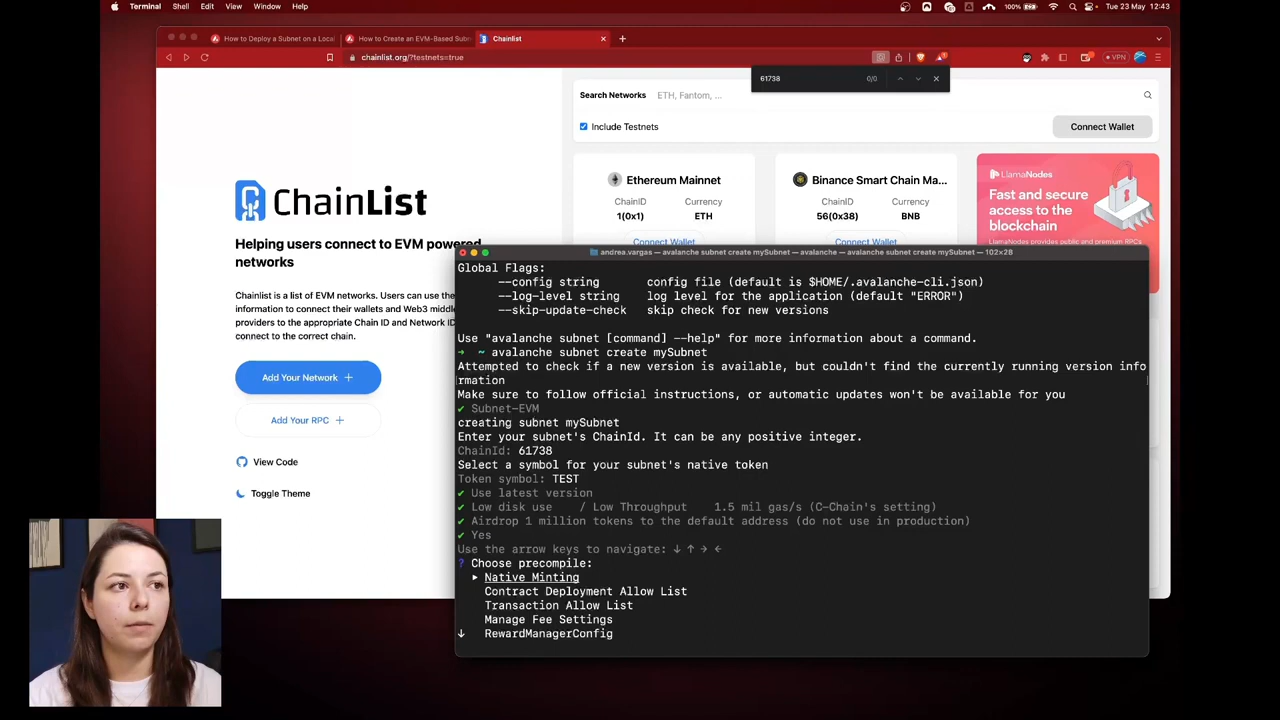 Terminal Shell Edit View Window Help
100% Tue 23 May 12:43
How to Deploy a Subnet on a Local
How to Create an EVM-Based Subn
Chainlist
chainlist.org/?testnets=true
VPN
61738 0/0
Search Networks ETH, Fantom, ...
Include Testnets
Connect Wallet
ChainList
Helping users connect to EVM powered
networks
Chainlist is a list of EVM networks. Users can use the
information to connect their wallets and Web3 middl
providers to the appropriate Chain ID and Network ID
connect to the correct chain.
Add Your Network +
Add Your RPC +
View Code
Toggle Theme
Ethereum Mainnet
ChainID Currency
1(0x1) ETH
Connect Wallet
Binance Smart Chain Ma...
ChainID Currency
56(0x38) BNB
Connect Wallet
LlamaNodes
Fast and secure
access to the
blockchain
LlamaNodes provides public and premium RPCs
andrea.vargas — avalanche subnet create mySubnet — avalanche — avalanche subnet create mySubnet — 102×28
Global Flags:
--config string config file (default is $HOME/.avalanche-cli.json)
--log-level string log level for the application (default "ERROR")
--skip-update-check skip check for new versions
Use "avalanche subnet [command] --help" for more information about a command.
➜ ~ avalanche subnet create mySubnet
Attempted to check if a new version is available, but couldn't find the currently running version info
rmation
Make sure to follow official instructions, or automatic updates won't be available for you
✔ Subnet-EVM
creating subnet mySubnet
Enter your subnet's ChainId. It can be any positive integer.
ChainId: 61738
Select a symbol for your subnet's native token
Token symbol: TEST
✔ Use latest version
✔ Low disk use / Low Throughput 1.5 mil gas/s (C-Chain's setting)
✔ Airdrop 1 million tokens to the default address (do not use in production)
✔ Yes
Use the arrow keys to navigate: ↓ ↑ → ←
? Choose precompile:
▸ Native Minting
Contract Deployment Allow List
Transaction Allow List
Manage Fee Settings
↓ RewardManagerConfig